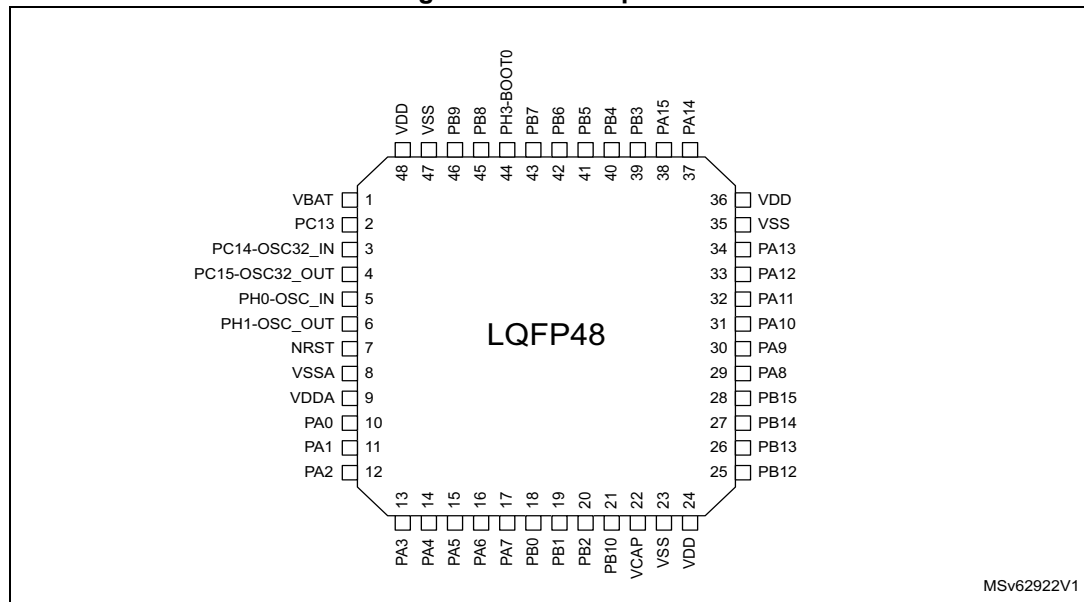 VDD
VSS
PB9
PB8
PH3-BOOT0
PB7
PB6
PB5
PB4
PB3
PA15
PA14
48
47
46
45
44
43
42
41
40
39
38
37
VBAT 1
PC13 2
PC14-OSC32_IN 3
PC15-OSC32_OUT 4
PH0-OSC_IN 5
PH1-OSC_OUT 6
NRST 7
VSSA 8
VDDA 9
PA0 10
PA1 11
PA2 12
LQFP48
36 VDD
35 VSS
34 PA13
33 PA12
32 PA11
31 PA10
30 PA9
29 PA8
28 PB15
27 PB14
26 PB13
25 PB12
13
14
15
16
17
18
19
20
21
22
23
24
PA3
PA4
PA5
PA6
PA7
PB0
PB1
PB2
PB10
VCAP
VSS
VDD
MSv62922V1